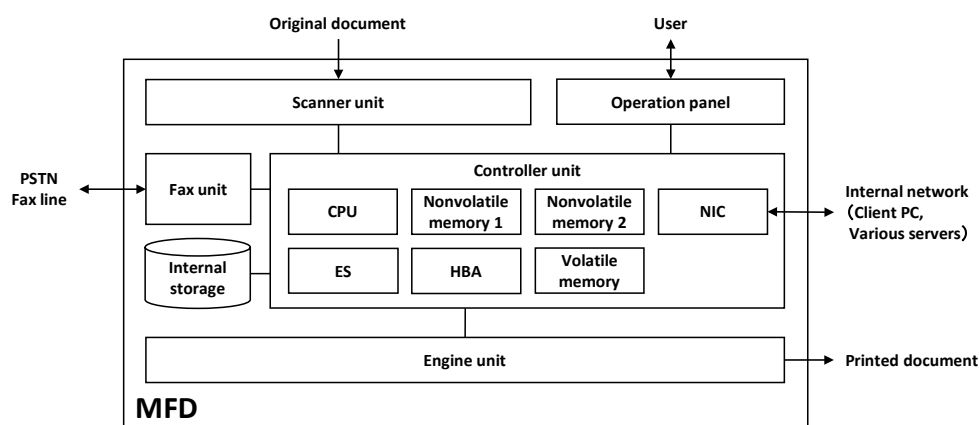 Original document
User
Scanner unit
Operation panel
Controller unit
PSTN
Fax line
Fax unit
CPU
Nonvolatile
memory 1
Nonvolatile
memory 2
NIC
Internal network
（Client PC,
Various servers）
Internal
storage
ES
HBA
Volatile
memory
Engine unit
Printed document
MFD